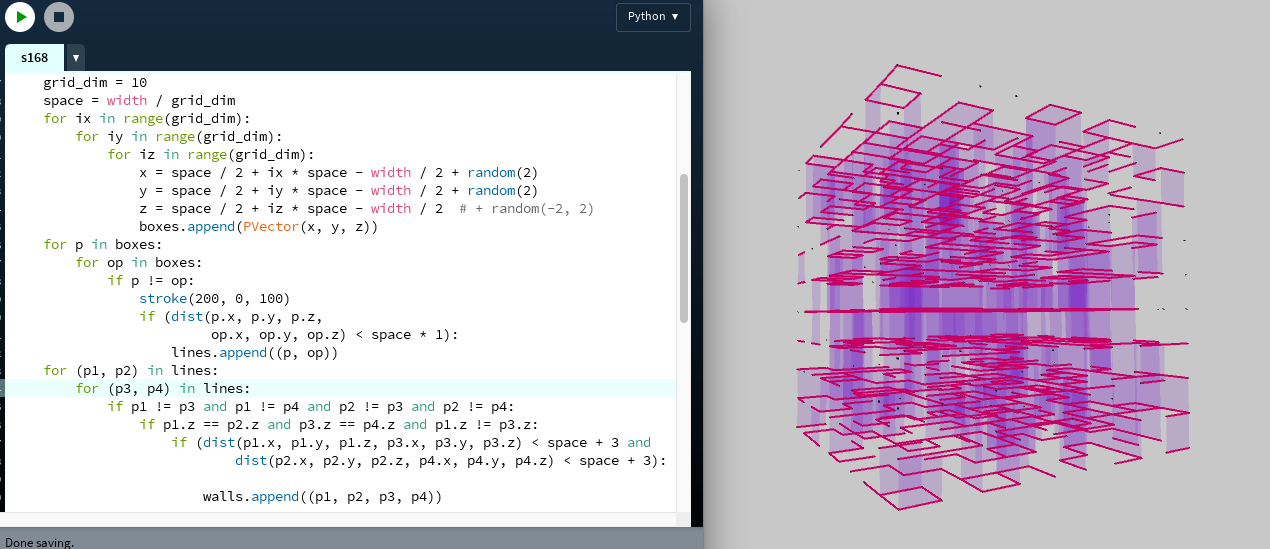 Python ▾
s168 ▾
grid_dim = 10
space = width / grid_dim
for ix in range(grid_dim):
    for iy in range(grid_dim):
        for iz in range(grid_dim):
            x = space / 2 + ix * space - width / 2 + random(2)
            y = space / 2 + iy * space - width / 2 + random(2)
            z = space / 2 + iz * space - width / 2  # + random(-2, 2)
            boxes.append(PVector(x, y, z))
for p in boxes:
    for op in boxes:
        if p != op:
            stroke(200, 0, 100)
            if (dist(p.x, p.y, p.z,
                     op.x, op.y, op.z) < space * 1):
                lines.append((p, op))
for (p1, p2) in lines:
    for (p3, p4) in lines:
        if p1 != p3 and p1 != p4 and p2 != p3 and p2 != p4:
            if p1.z == p2.z and p3.z == p4.z and p1.z != p3.z:
                if (dist(p1.x, p1.y, p1.z, p3.x, p3.y, p3.z) < space + 3 and
                        dist(p2.x, p2.y, p2.z, p4.x, p4.y, p4.z) < space + 3):
                    walls.append((p1, p2, p3, p4))
Done saving.